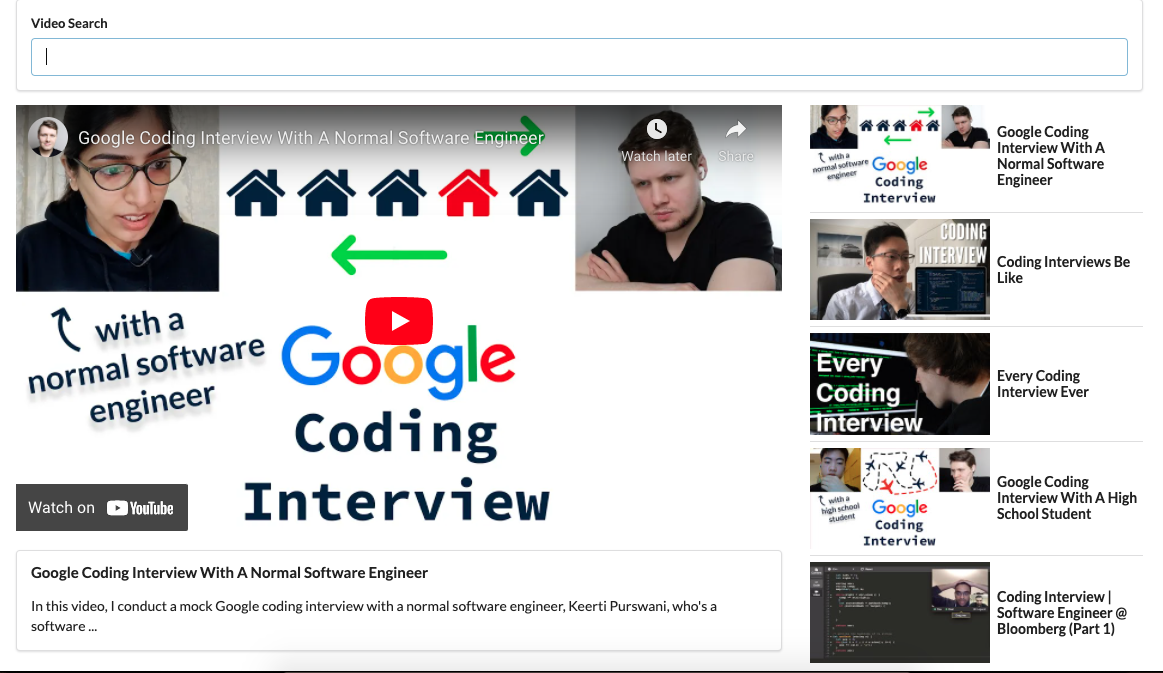 Video Search
Google Coding Interview With A Normal Software Engineer
Watch later
Share
with a
normal software
engineer
Google
Coding
Interview
Watch on YouTube
Google Coding Interview With A Normal Software Engineer
In this video, I conduct a mock Google coding interview with a normal software engineer, Keerti Purswani, who's a
software ...
with a
normal software
engineer
Google
Coding
Interview
Google Coding
Interview With A
Normal Software
Engineer
CODING
INTERVIEW
Coding Interviews Be
Like
Every
Coding
Interview
Every Coding
Interview Ever
with a
high school
student
Google
Coding
Interview
Google Coding
Interview With A High
School Student
Coding Interview |
Software Engineer @
Bloomberg (Part 1)